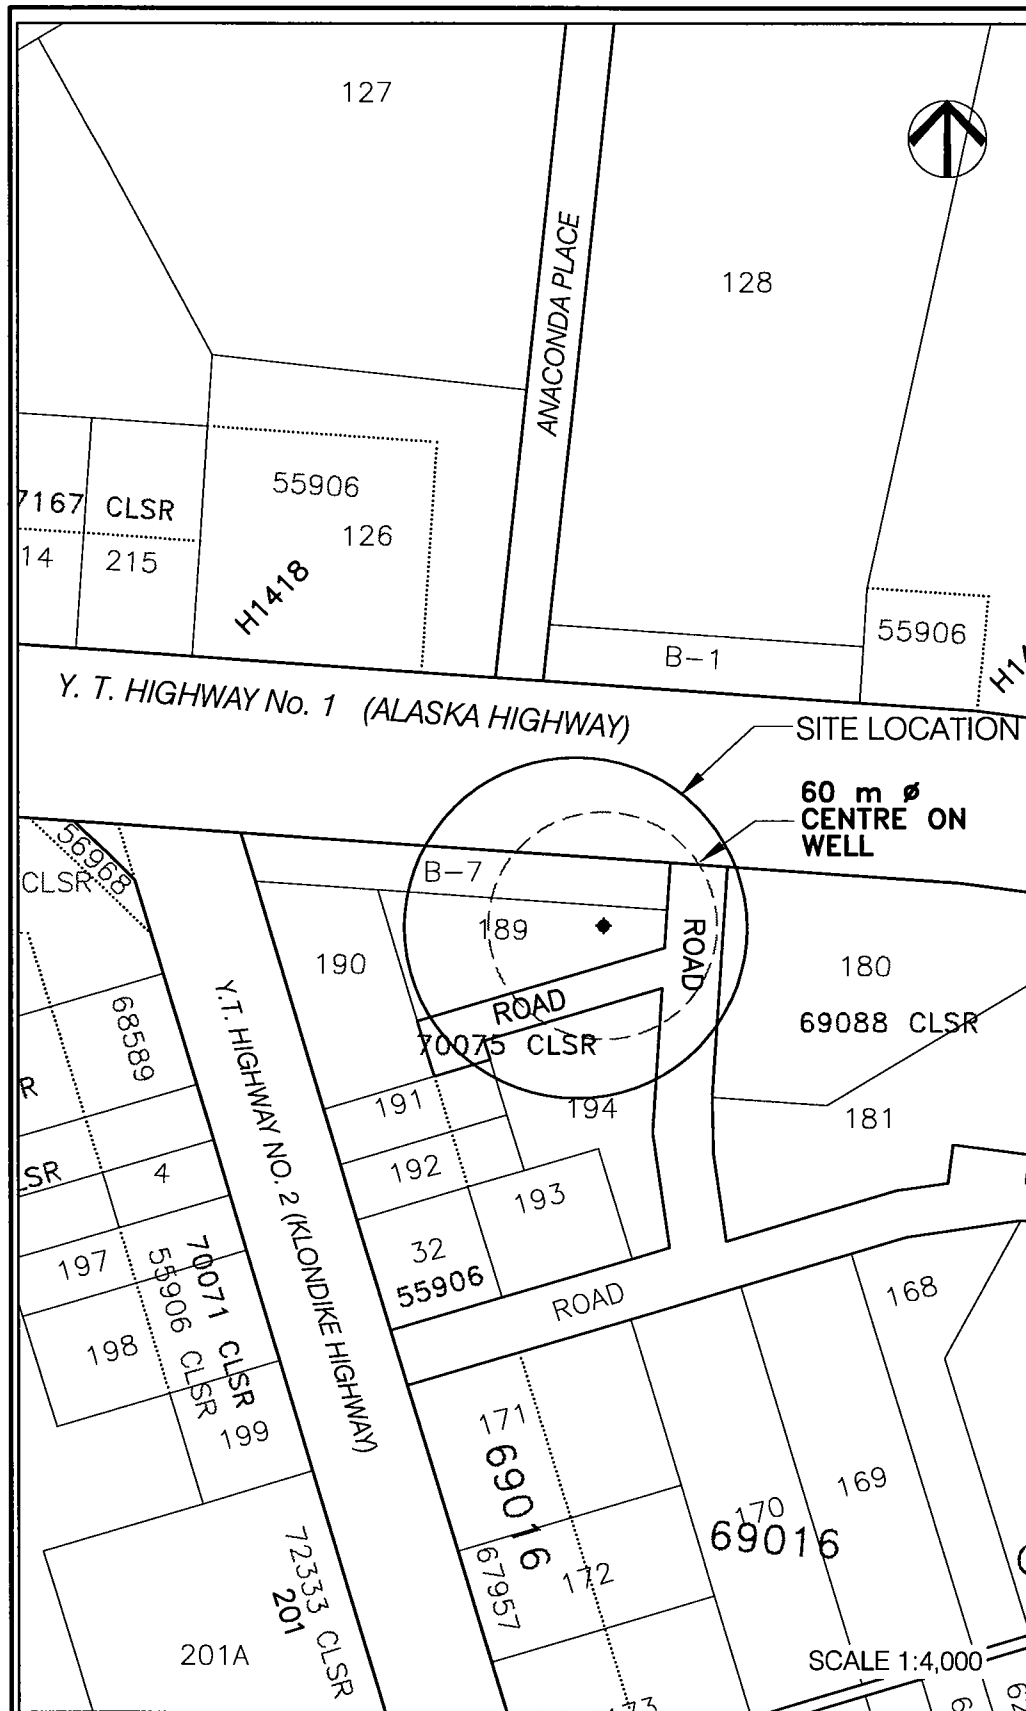 127
128
ANACONDA PLACE
55906
126
H1418
7167 CLSR
14
215
55906
B-1
Y. T. HIGHWAY No. 1 (ALASKA HIGHWAY)
SITE LOCATION
60 m ø
CENTRE ON
WELL
56968
CLSR
B-7
189
190
ROAD
ROAD
70075 CLSR
180
69088 CLSR
181
68589
Y.T. HIGHWAY NO. 2 (KLONDIKE HIGHWAY)
191
194
192
193
4
32
55906
ROAD
197
198
70071 CLSR
55906 CLSR
199
168
171
69016
170
69016
169
67957
172
72333 CLSR
201
201A
173
SCALE 1:4,000